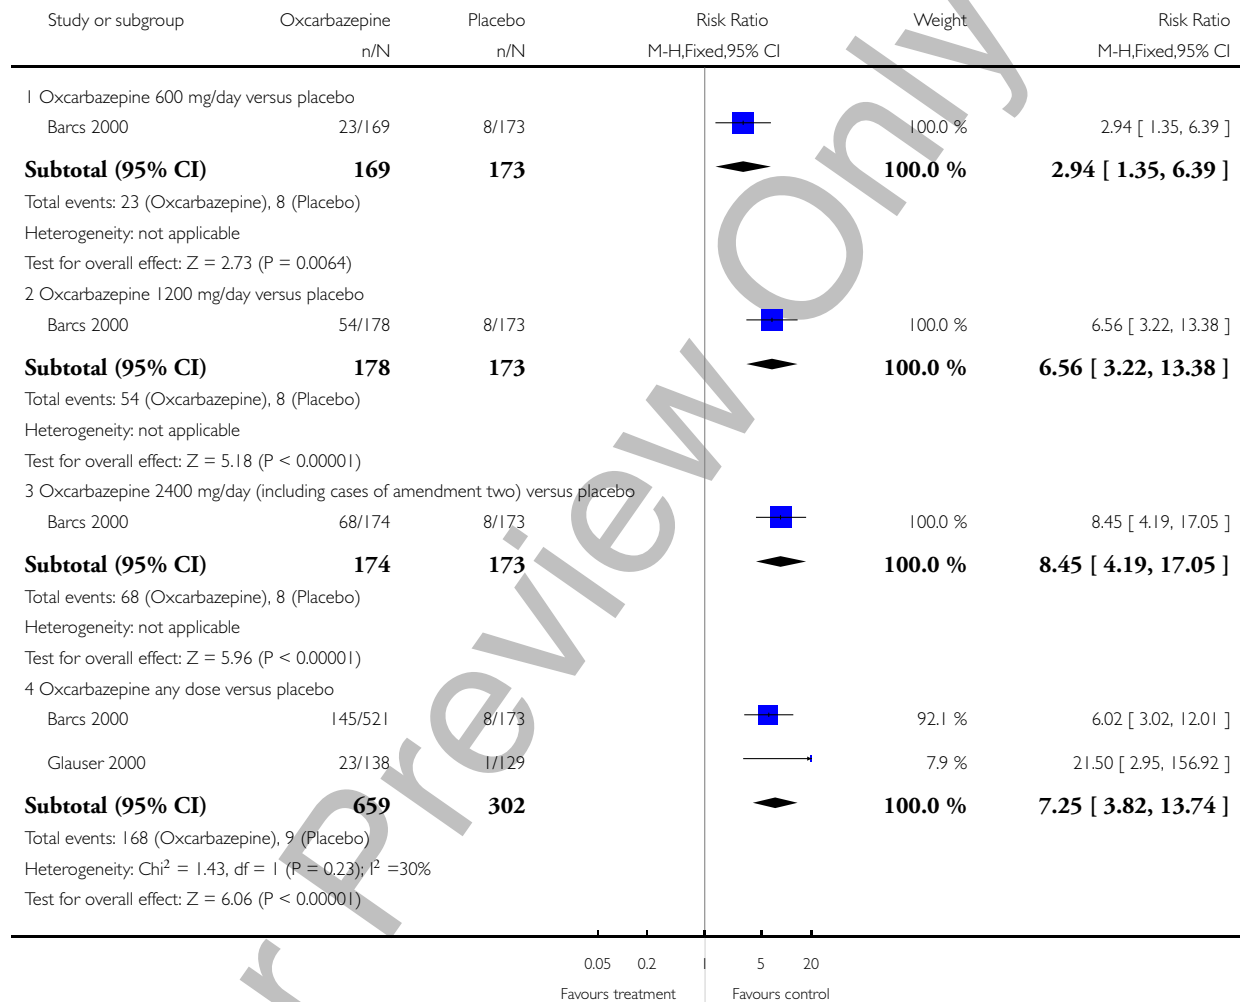 Study or subgroup Oxcarbazepine Placebo Risk Ratio Weight Risk Ratio
n/N n/N M-H,Fixed,95% CI M-H,Fixed,95% CI
1 Oxcarbazepine 600 mg/day versus placebo
Barcs 2000 23/169 8/173 100.0 % 2.94 [ 1.35, 6.39 ]
Subtotal (95% CI) 169 173 100.0 % 2.94 [ 1.35, 6.39 ]
Total events: 23 (Oxcarbazepine), 8 (Placebo)
Heterogeneity: not applicable
Test for overall effect: Z = 2.73 (P = 0.0064)
2 Oxcarbazepine 1200 mg/day versus placebo
Barcs 2000 54/178 8/173 100.0 % 6.56 [ 3.22, 13.38 ]
Subtotal (95% CI) 178 173 100.0 % 6.56 [ 3.22, 13.38 ]
Total events: 54 (Oxcarbazepine), 8 (Placebo)
Heterogeneity: not applicable
Test for overall effect: Z = 5.18 (P < 0.00001)
3 Oxcarbazepine 2400 mg/day (including cases of amendment two) versus placebo
Barcs 2000 68/174 8/173 100.0 % 8.45 [ 4.19, 17.05 ]
Subtotal (95% CI) 174 173 100.0 % 8.45 [ 4.19, 17.05 ]
Total events: 68 (Oxcarbazepine), 8 (Placebo)
Heterogeneity: not applicable
Test for overall effect: Z = 5.96 (P < 0.00001)
4 Oxcarbazepine any dose versus placebo
Barcs 2000 145/521 8/173 92.1 % 6.02 [ 3.02, 12.01 ]
Glauser 2000 23/138 1/129 7.9 % 21.50 [ 2.95, 156.92 ]
Subtotal (95% CI) 659 302 100.0 % 7.25 [ 3.82, 13.74 ]
Total events: 168 (Oxcarbazepine), 9 (Placebo)
Heterogeneity: Chi² = 1.43, df = 1 (P = 0.23); I² =30%
Test for overall effect: Z = 6.06 (P < 0.00001)
0.05 0.2 1 5 20
Favours treatment Favours control
r Preview Only